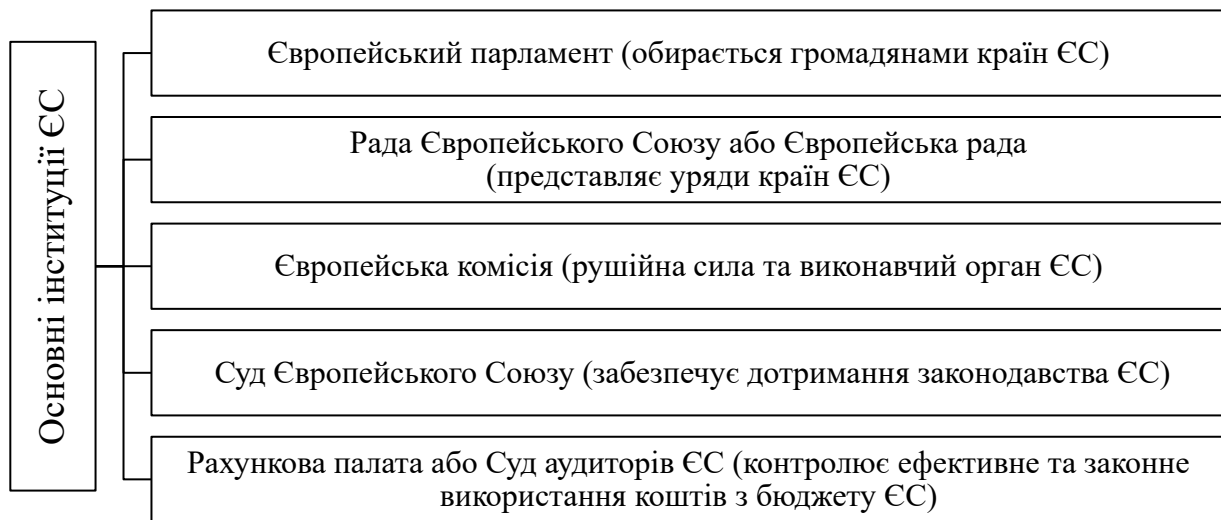 Основні інституції ЄС
Європейський парламент (обирається громадянами країн ЄС)
Рада Європейського Союзу або Європейська рада
(представляє уряди країн ЄС)
Європейська комісія (рушійна сила та виконавчий орган ЄС)
Суд Європейського Союзу (забезпечує дотримання законодавства ЄС)
Рахункова палата або Суд аудиторів ЄС (контролює ефективне та законне
використання коштів з бюджету ЄС)